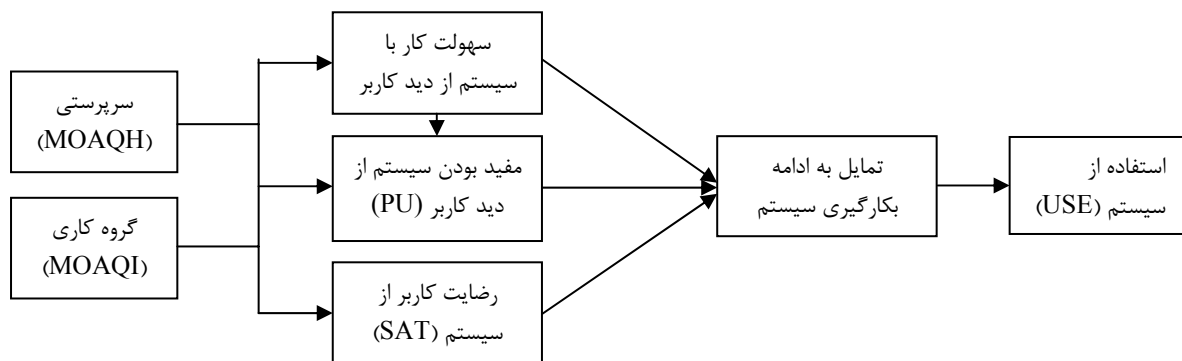 سهولت کار با
سیستم از دید کاربر
سرپرستی
(MOAQH)
مفید بودن سیستم از
دید کاربر (PU)
تمایل به ادامه
بکارگیری سیستم
استفاده از
سیستم (USE)
گروه کاری
(MOAQI)
رضایت کاربر از
سیستم (SAT)